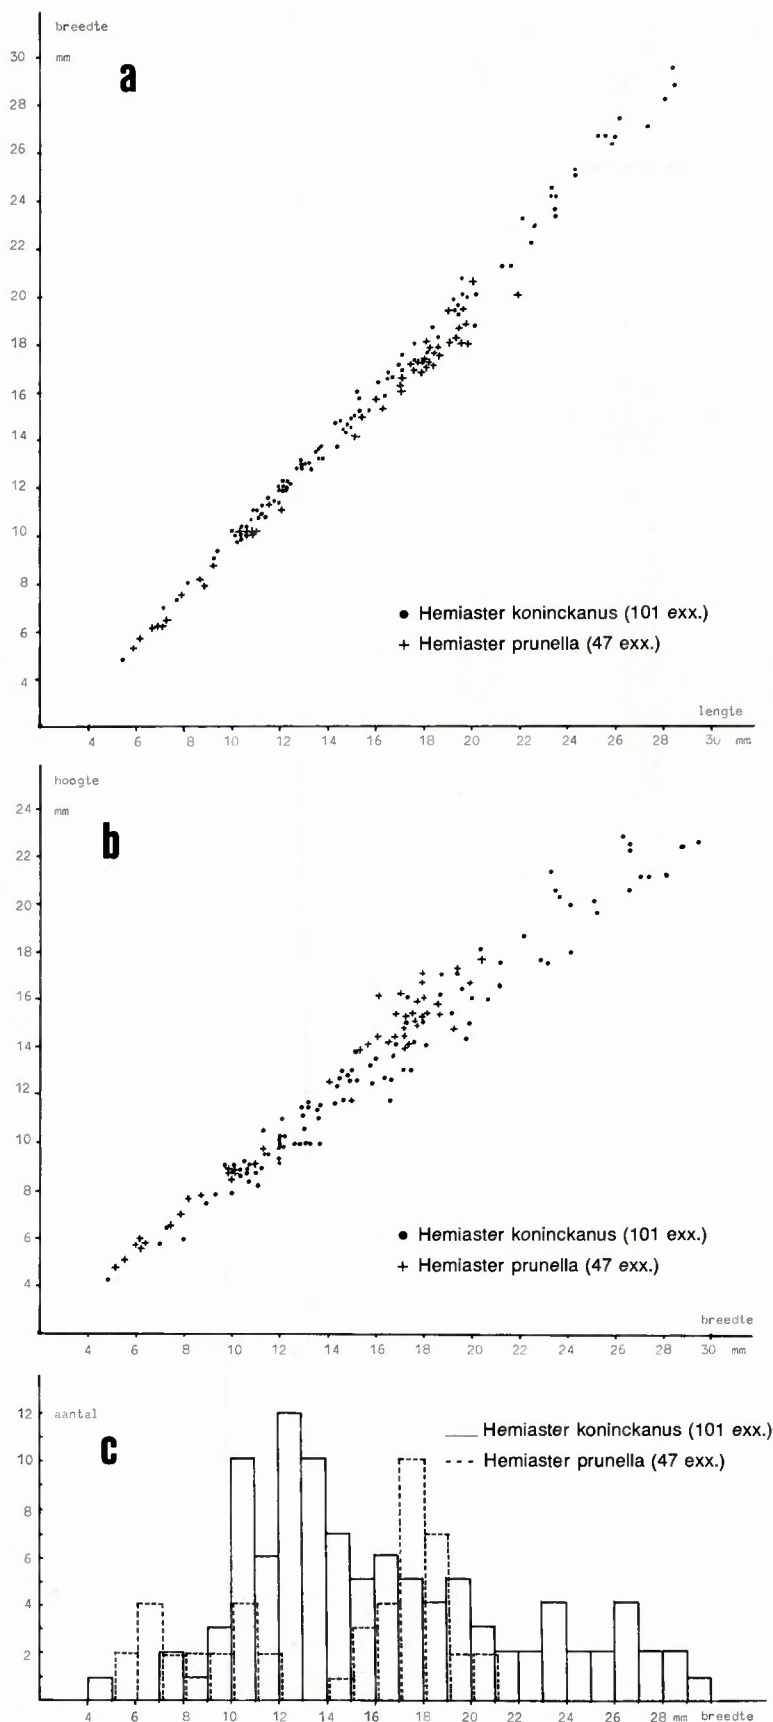 breedte
30 mm
a
28
26
24
22
20
18
16
14
12
10
8
● Hemiaster koninckanus (101 exx.)
6
+ Hemiaster prunella (47 exx.)
4
lengte
4 6 8 10 12 14 16 18 20 22 24 26 28 30 mm
hoogte
24 mm
b
22
20
18
16
14
12
10
8
6
● Hemiaster koninckanus (101 exx.)
+ Hemiaster prunella (47 exx.)
4
breedte
4 6 8 10 12 14 16 18 20 22 24 26 28 30 mm
12 aantal
c
Hemiaster koninckanus (101 exx.)
10
--- Hemiaster prunella (47 exx.)
8
6
4
2
4 6 8 10 12 14 16 18 20 22 24 26 28 mm breedte